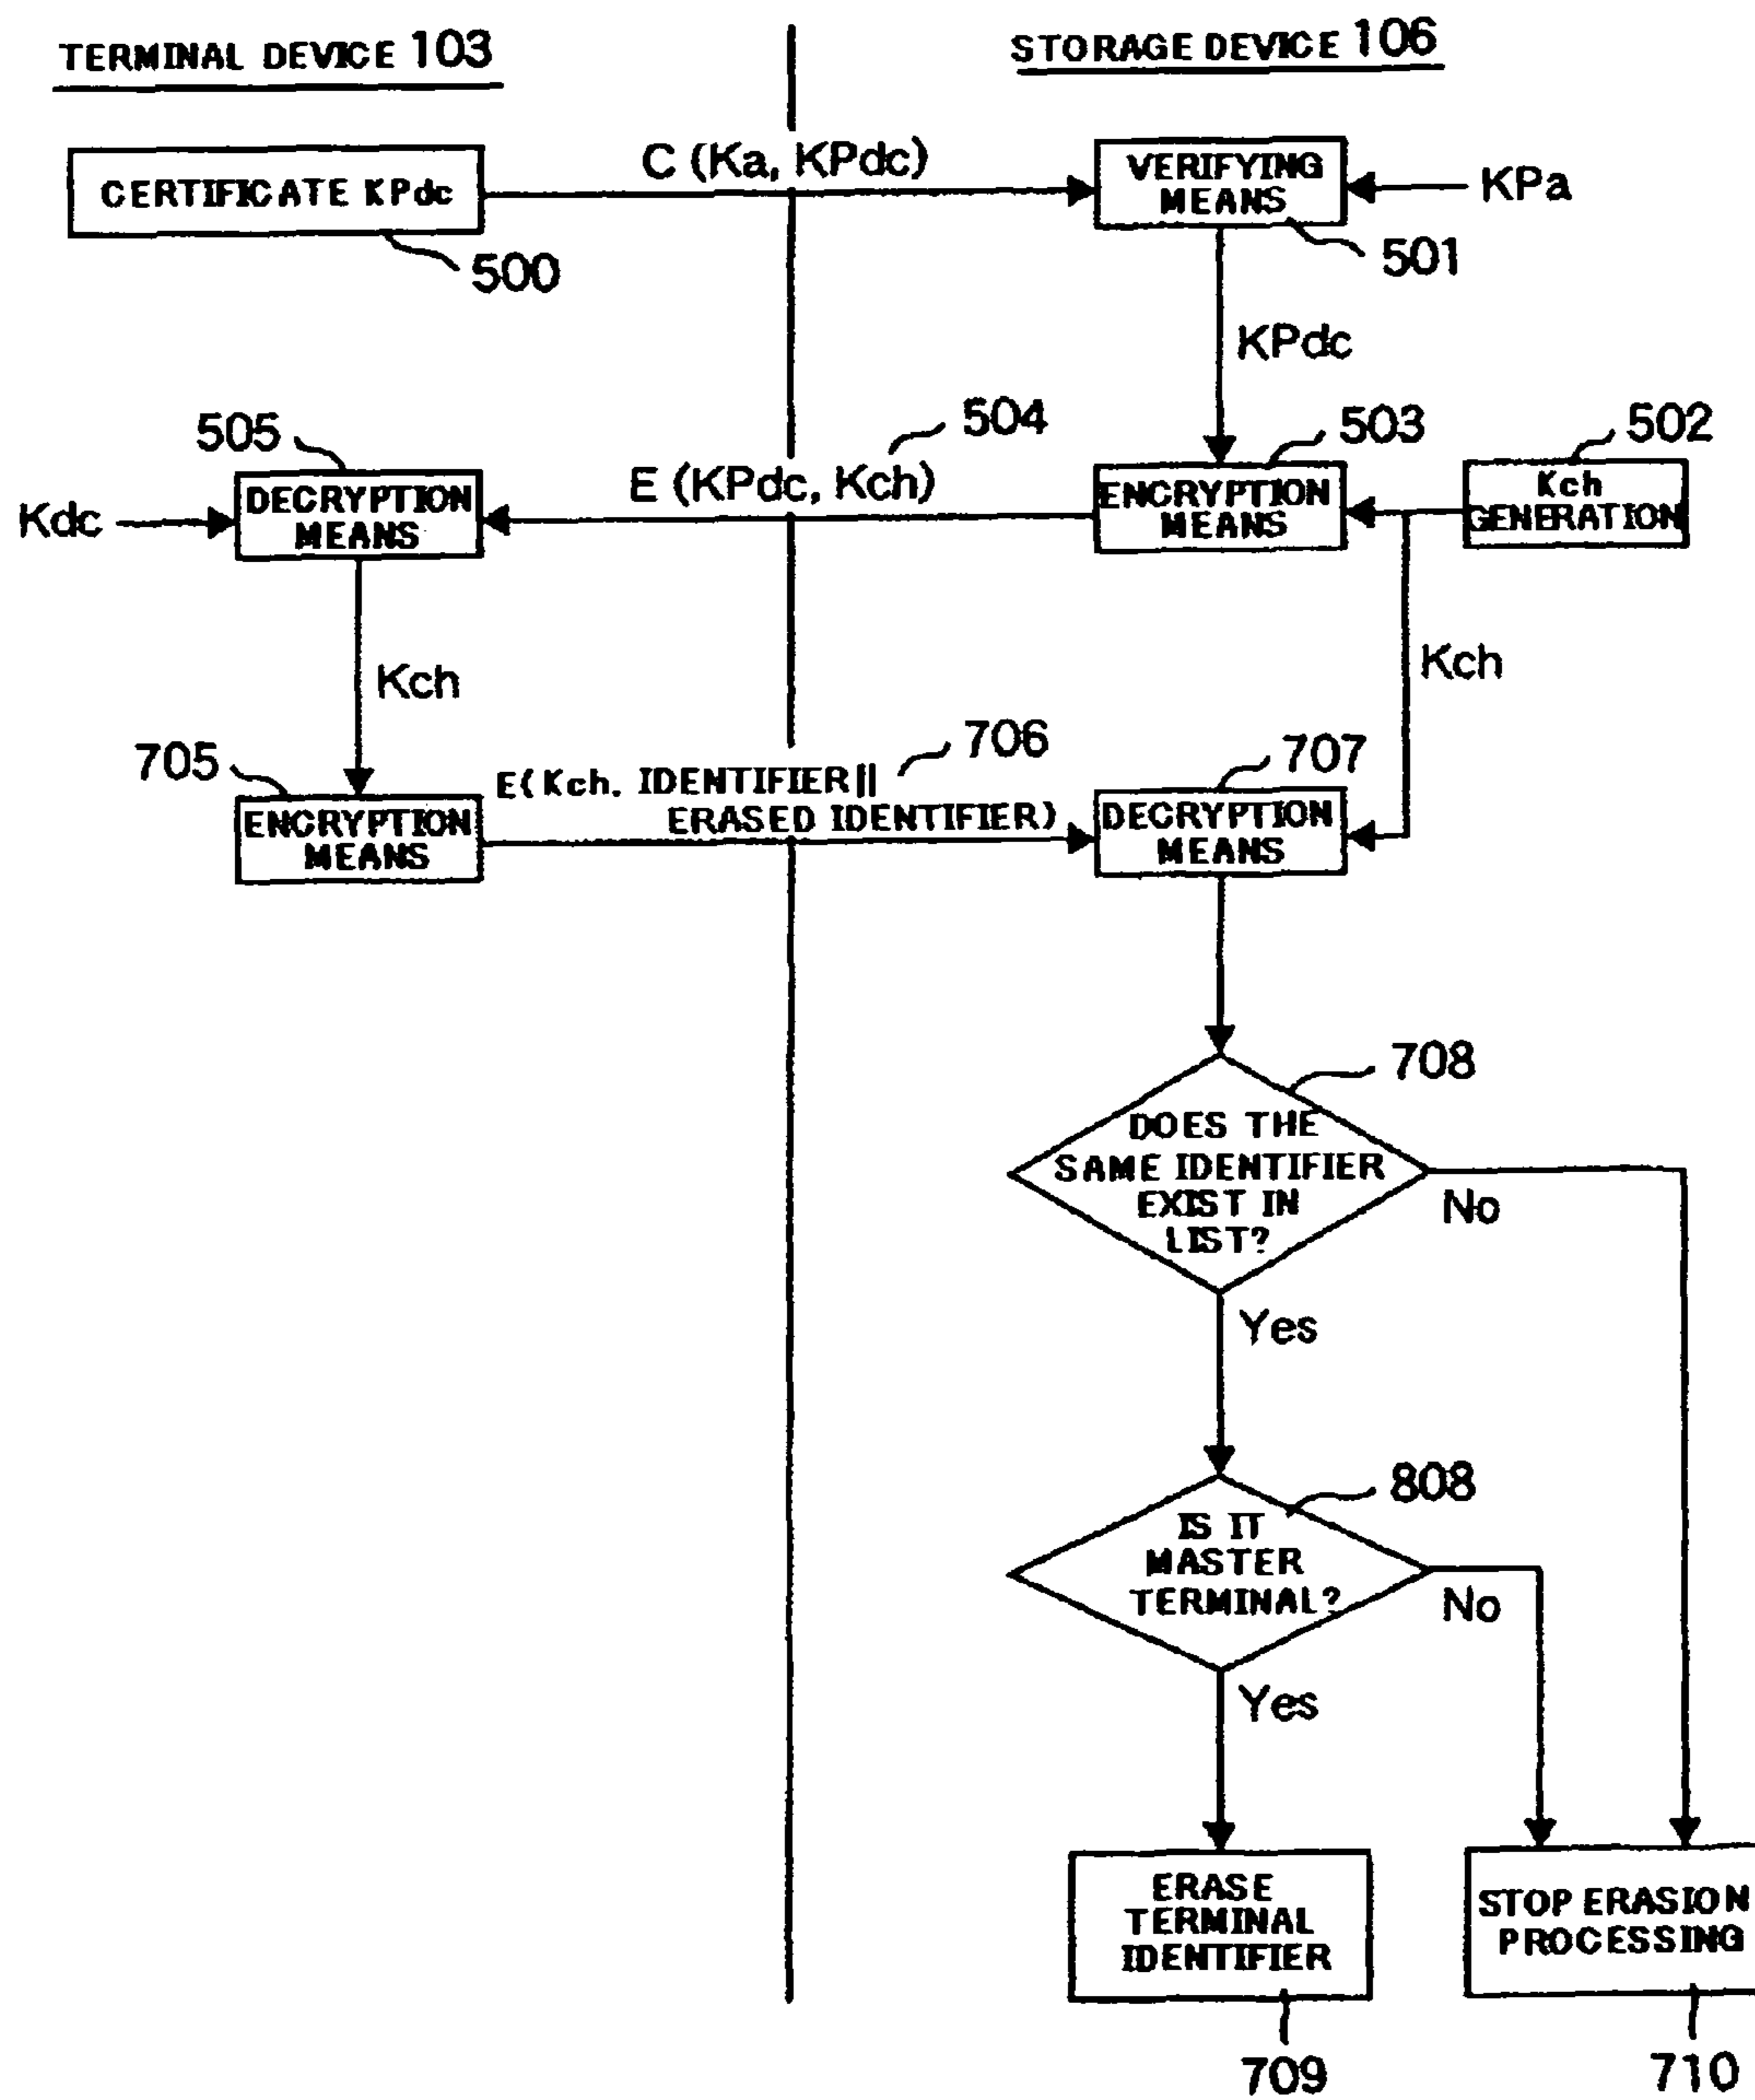 TERMINAL DEVICE 103
STORAGE DEVICE 106
CERTIFICATE KPdc
500
C (Ka, KPdc)
VERIFYING
MEANS
501
KPa
KPdc
505
504
503
502
Kdc
DECRYPTION
MEANS
E (KPdc, Kch)
ENCRYPTION
MEANS
Kch
GENERATION
Kch
Kch
705
706
707
ENCRYPTION
MEANS
E(Kch. IDENTIFIER||
ERASED IDENTIFIER)
DECRYPTION
MEANS
708
DOES THE
SAME IDENTIFIER
EXIST IN
LIST?
No
Yes
808
IS IT
MASTER
TERMINAL?
No
Yes
ERASE
TERMINAL
IDENTIFIER
709
STOP ERASION
PROCESSING
710